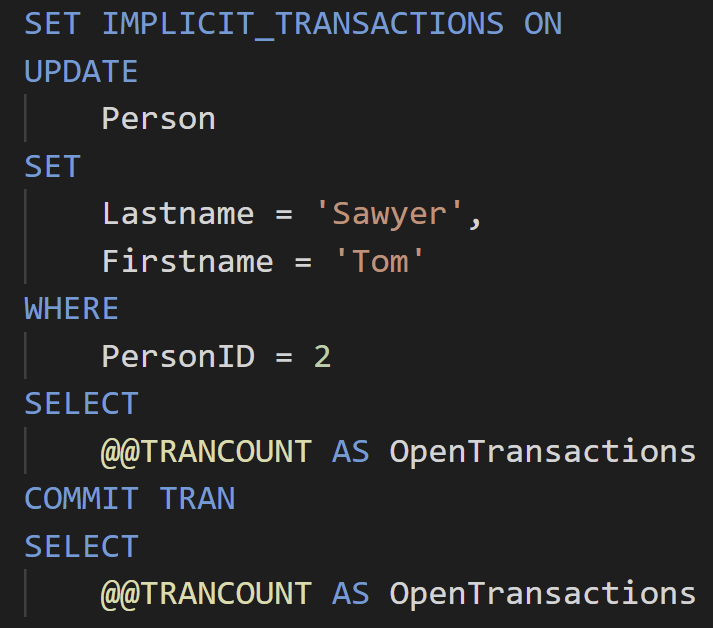 SET IMPLICIT_TRANSACTIONS ON
UPDATE
Person
SET
Lastname = 'Sawyer',
Firstname = 'Tom'
WHERE
PersonID = 2
SELECT
@@TRANCOUNT AS OpenTransactions
COMMIT TRAN
SELECT
@@TRANCOUNT AS OpenTransactions